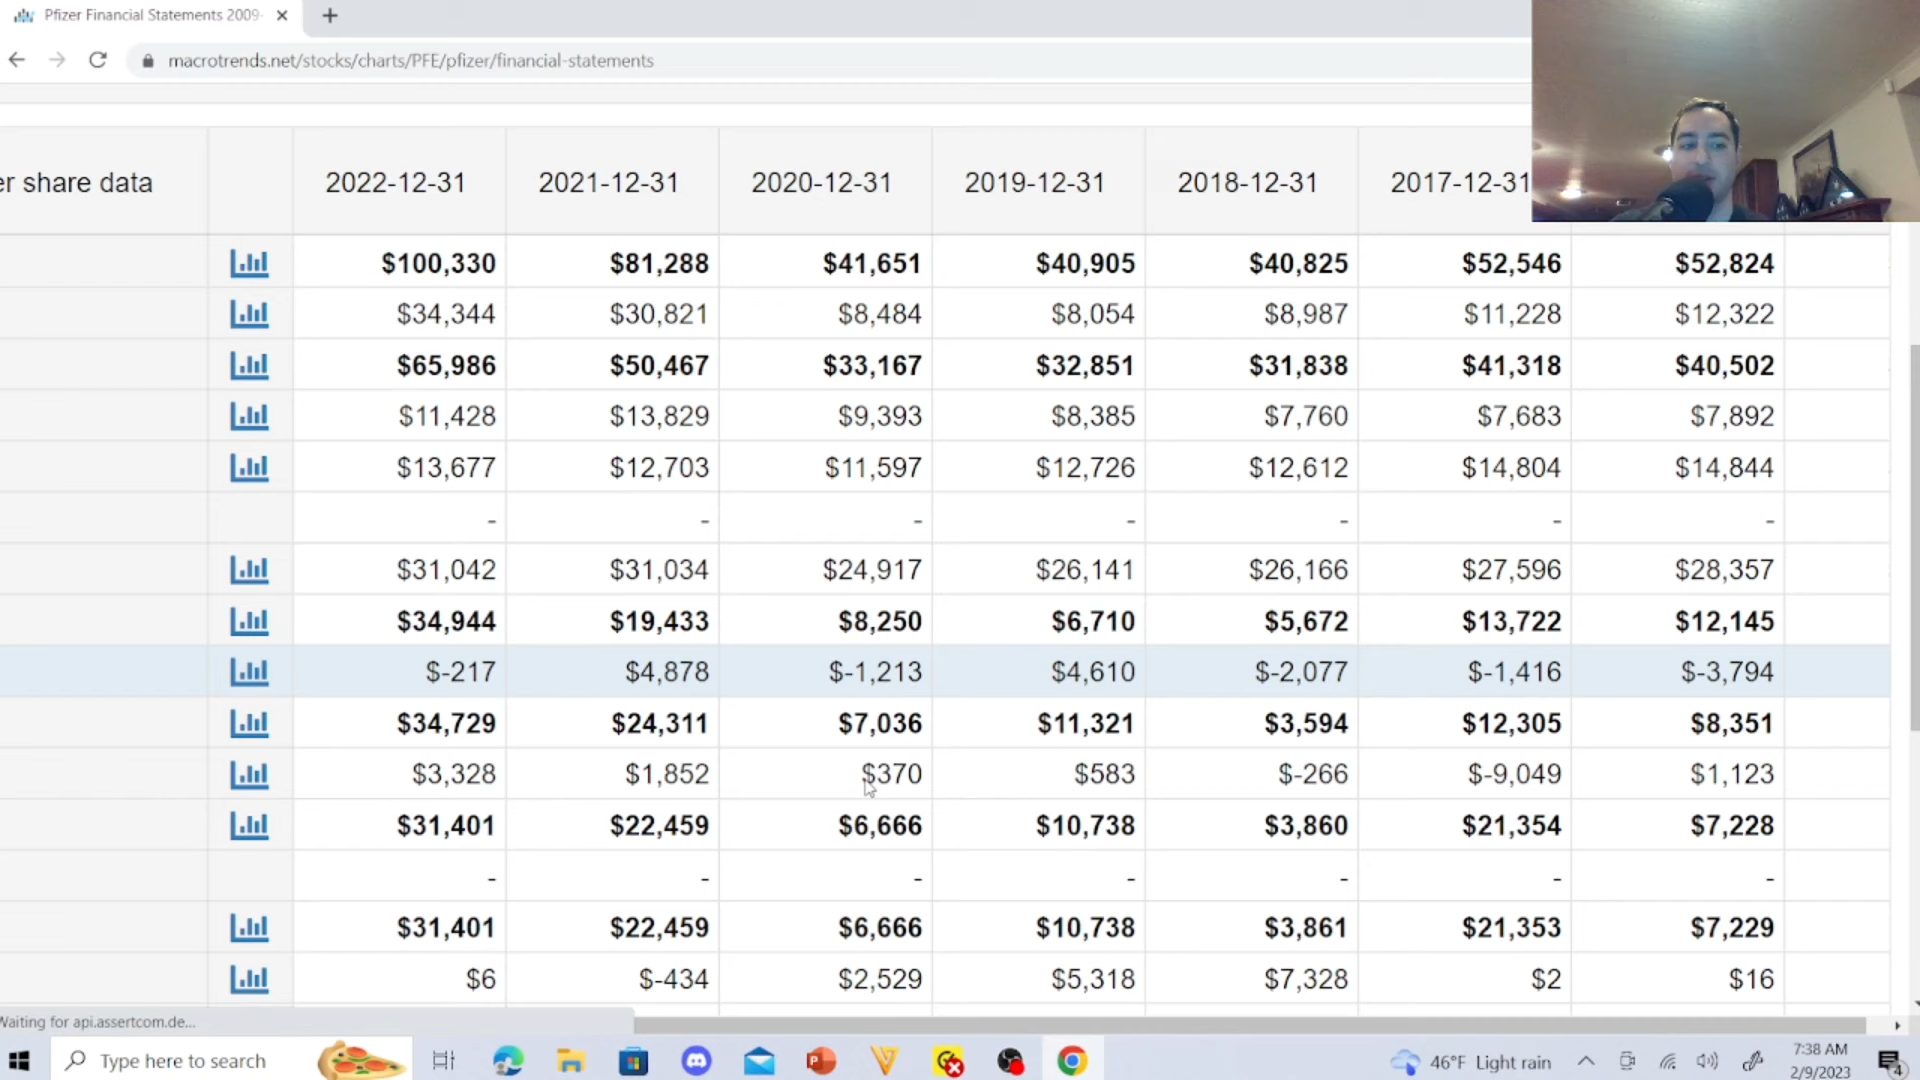 Pfizer Financial Statements 2009-
macrotrends.net/stocks/charts/PFE/pfizer/financial-statements
er share data 2022-12-31 2021-12-31 2020-12-31 2019-12-31 2018-12-31 2017-12-31
$100,330 $81,288 $41,651 $40,905 $40,825 $52,546 $52,824
$34,344 $30,821 $8,484 $8,054 $8,987 $11,228 $12,322
$65,986 $50,467 $33,167 $32,851 $31,838 $41,318 $40,502
$11,428 $13,829 $9,393 $8,385 $7,760 $7,683 $7,892
$13,677 $12,703 $11,597 $12,726 $12,612 $14,804 $14,844
- - - - - - -
$31,042 $31,034 $24,917 $26,141 $26,166 $27,596 $28,357
$34,944 $19,433 $8,250 $6,710 $5,672 $13,722 $12,145
$-217 $4,878 $-1,213 $4,610 $-2,077 $-1,416 $-3,794
$34,729 $24,311 $7,036 $11,321 $3,594 $12,305 $8,351
$3,328 $1,852 $370 $583 $-266 $-9,049 $1,123
$31,401 $22,459 $6,666 $10,738 $3,860 $21,354 $7,228
- - - - - - -
$31,401 $22,459 $6,666 $10,738 $3,861 $21,353 $7,229
$6 $-434 $2,529 $5,318 $7,328 $2 $16
Waiting for api.assertcom.de...
Type here to search 46°F Light rain 7:38 AM
2/9/2023 4